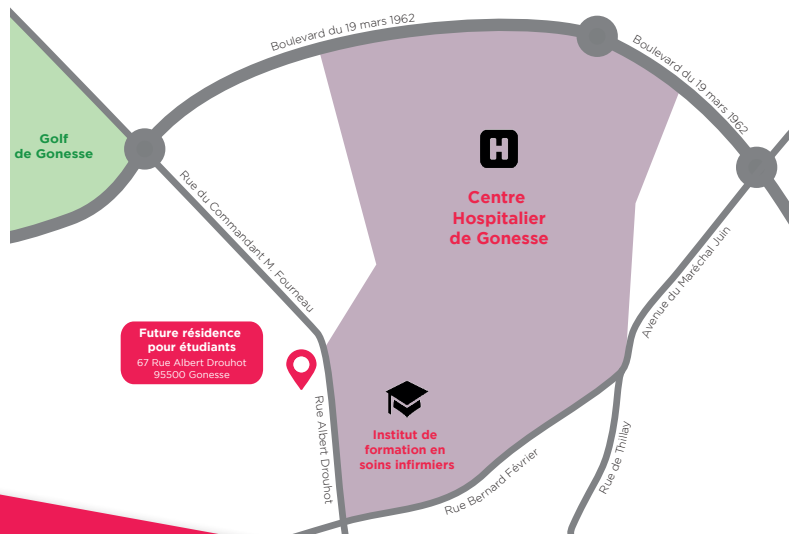 Boulevard du 19 mars 1962
Boulevard du 19 mars 1962
Golf
de Gonesse
H
Centre
Hospitalier
de Gonesse
Rue du Commandant M. Fourneau
Avenue du Maréchal Juin
Future résidence
pour étudiants
67 Rue Albert Drouhot
95500 Gonesse
Rue Albert Drouhot
Institut de
formation en
soins infirmiers
Rue Bernard Février
Rue de Thillay